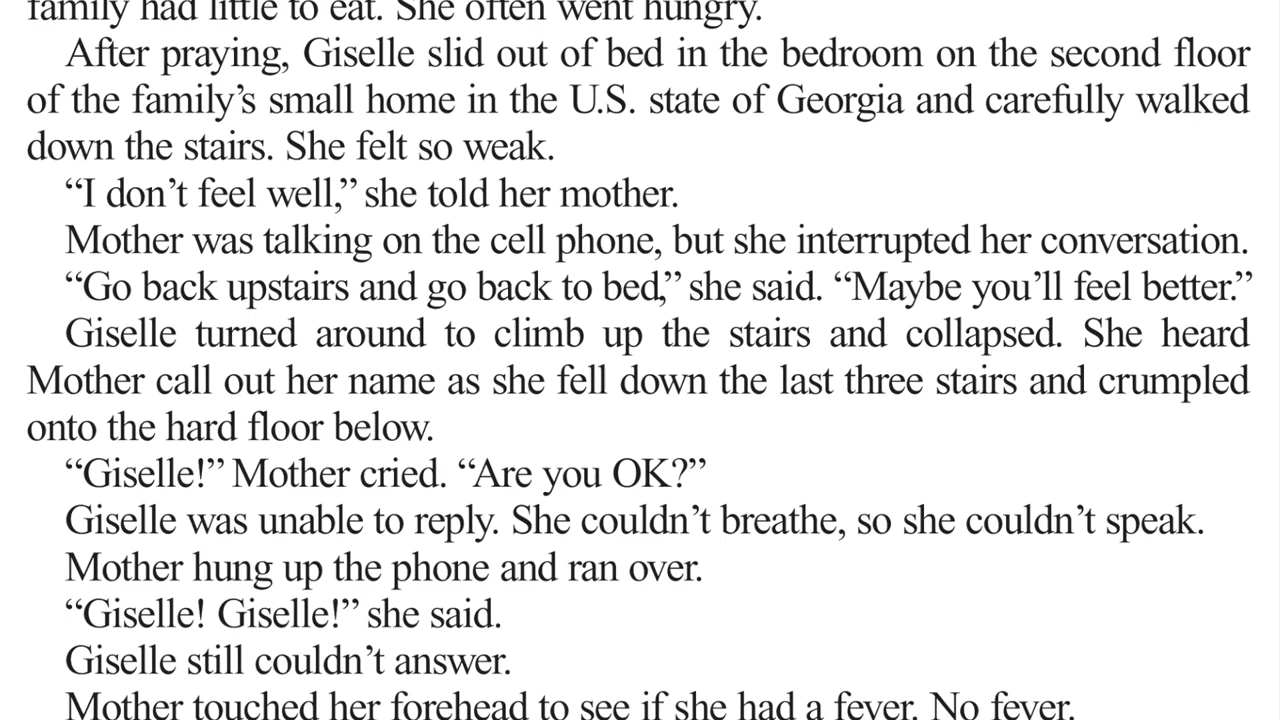 family had little to eat. She often went hungry.
After praying, Giselle slid out of bed in the bedroom on the second floor
of the family’s small home in the U.S. state of Georgia and carefully walked
down the stairs. She felt so weak.
“I don’t feel well,” she told her mother.
Mother was talking on the cell phone, but she interrupted her conversation.
“Go back upstairs and go back to bed,” she said. “Maybe you’ll feel better.”
Giselle turned around to climb up the stairs and collapsed. She heard
Mother call out her name as she fell down the last three stairs and crumpled
onto the hard floor below.
“Giselle!” Mother cried. “Are you OK?”
Giselle was unable to reply. She couldn’t breathe, so she couldn’t speak.
Mother hung up the phone and ran over.
“Giselle! Giselle!” she said.
Giselle still couldn’t answer.
Mother touched her forehead to see if she had a fever. No fever.